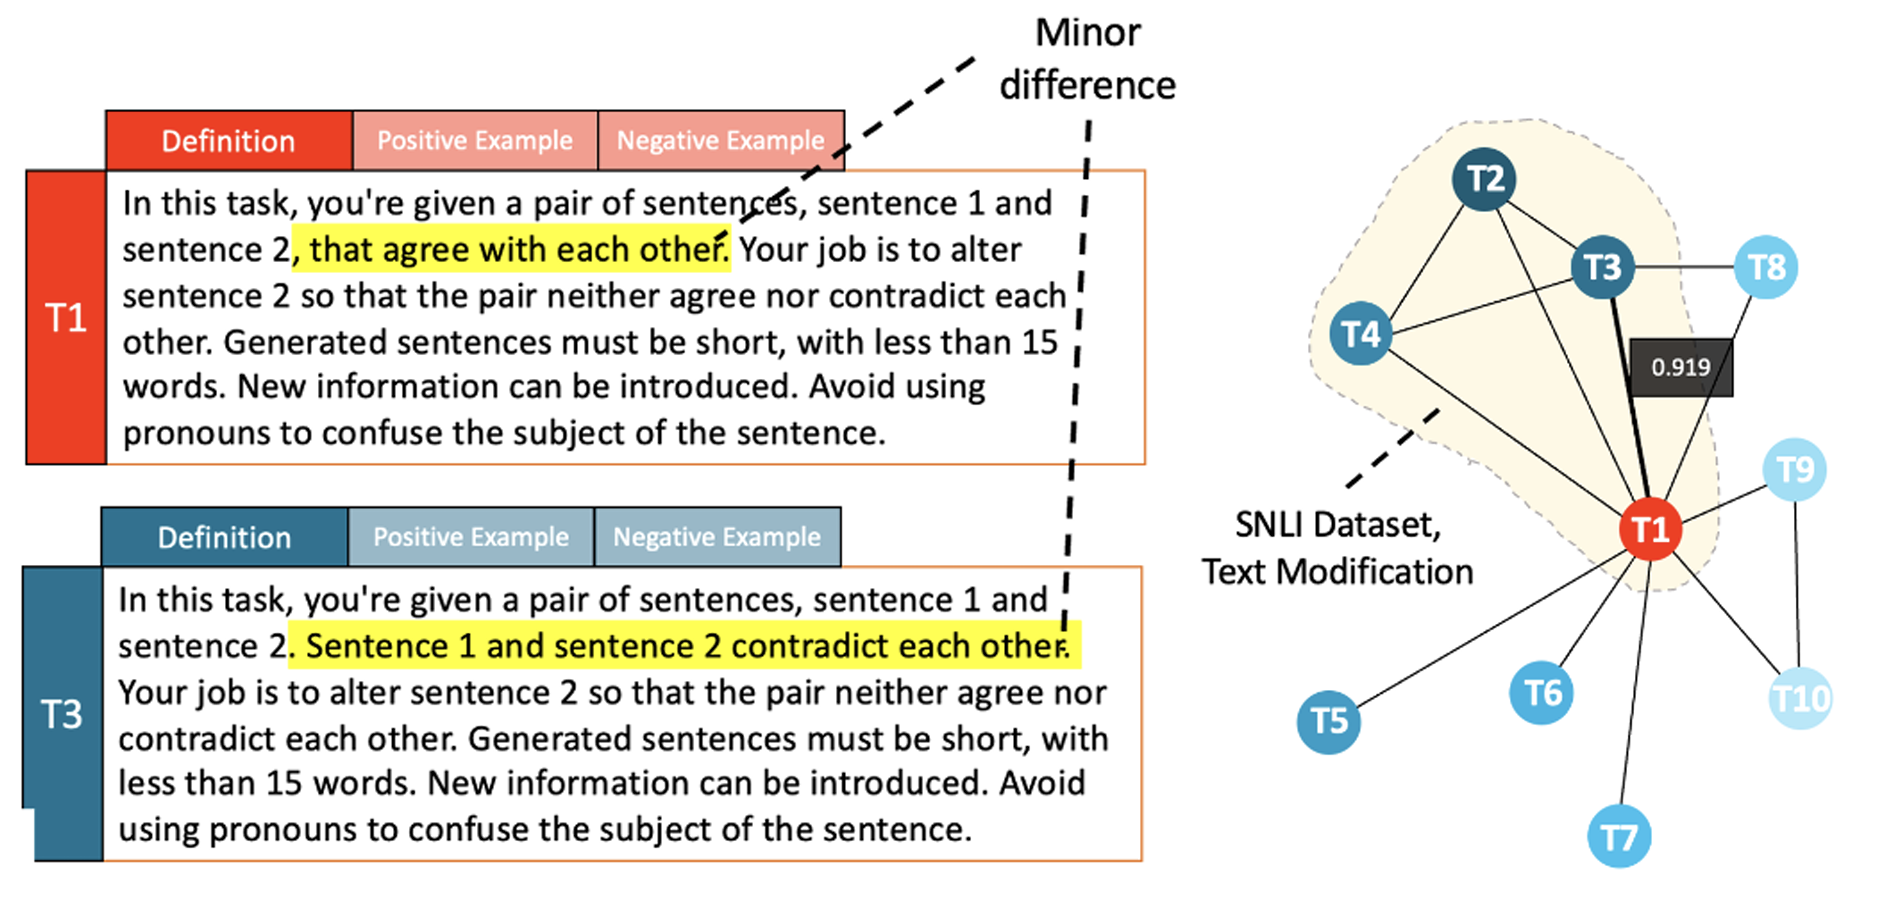 Minor
difference
Definition
Positive Example
Negative Example
T1
In this task, you're given a pair of sentences, sentence 1 and
sentence 2, that agree with each other. Your job is to alter
sentence 2 so that the pair neither agree nor contradict each
other. Generated sentences must be short, with less than 15
words. New information can be introduced. Avoid using
pronouns to confuse the subject of the sentence.
Definition
Positive Example
Negative Example
T3
In this task, you're given a pair of sentences, sentence 1 and
sentence 2. Sentence 1 and sentence 2 contradict each other.
Your job is to alter sentence 2 so that the pair neither agree nor
contradict each other. Generated sentences must be short, with
less than 15 words. New information can be introduced. Avoid
using pronouns to confuse the subject of the sentence.
T2
T3
T8
T4
0.919
T9
T1
SNLI Dataset,
Text Modification
T6
T10
T5
T7